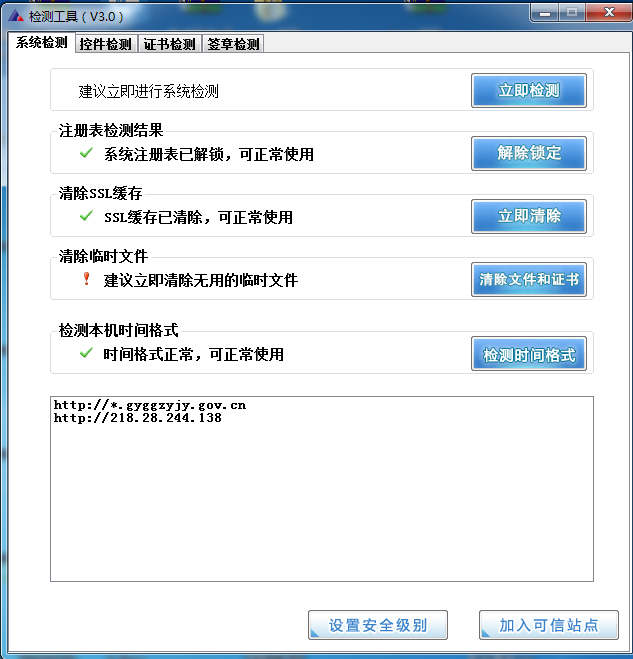 检测工具（V3.0）
系统检测 控件检测 证书检测 签章检测
建议立即进行系统检测
立即检测
注册表检测结果
系统注册表已解锁，可正常使用
解除锁定
清除SSL缓存
SSL缓存已清除，可正常使用
立即清除
清除临时文件
建议立即清除无用的临时文件
清除文件和证书
检测本机时间格式
时间格式正常，可正常使用
检测时间格式
http://*.gyggzyjy.gov.cn
http://218.28.244.138
设置安全级别
加入可信站点